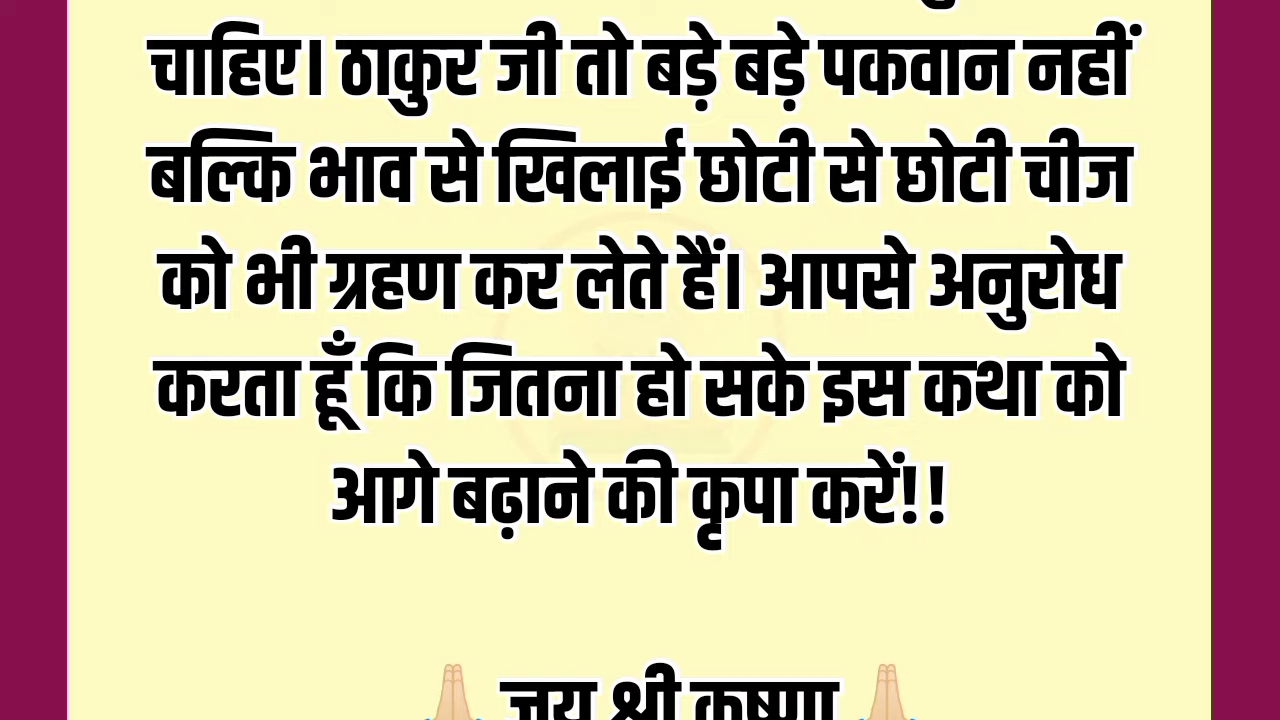 चाहिए। ठाकुर जी तो बड़े बड़े पकवान नहीं
बल्कि भाव से खिलाई छोटी से छोटी चीज
को भी ग्रहण कर लेते हैं। आपसे अनुरोध
करता हूँ कि जितना हो सके इस कथा को
आगे बढ़ाने की कृपा करें!!
🙏🏻 जय श्री कृष्णा 🙏🏻